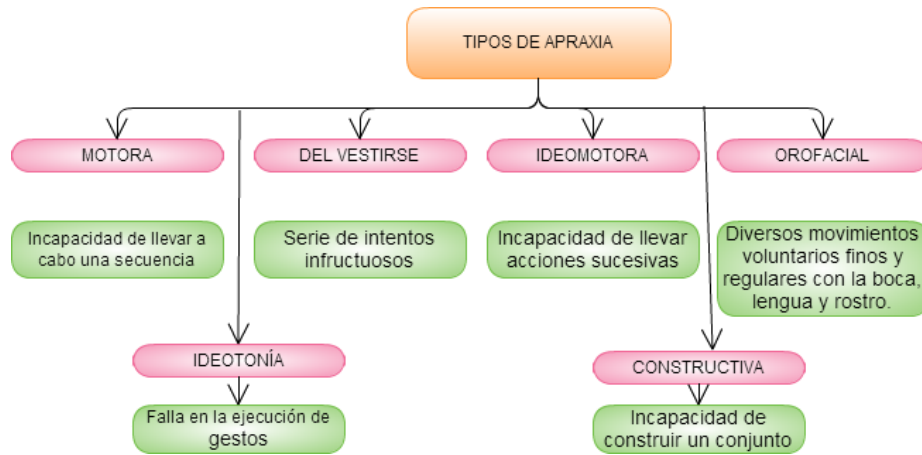 TIPOS DE APRAXIA
MOTORA
DEL VESTIRSE
IDEOMOTORA
OROFACIAL
Incapacidad de llevar a
cabo una secuencia
Serie de intentos
infructuosos
Incapacidad de llevar
acciones sucesivas
Diversos movimientos
voluntarios finos y
regulares con la boca,
lengua y rostro.
IDEOTONÍA
CONSTRUCTIVA
Falla en la ejecución de
gestos
Incapacidad de
construir un conjunto